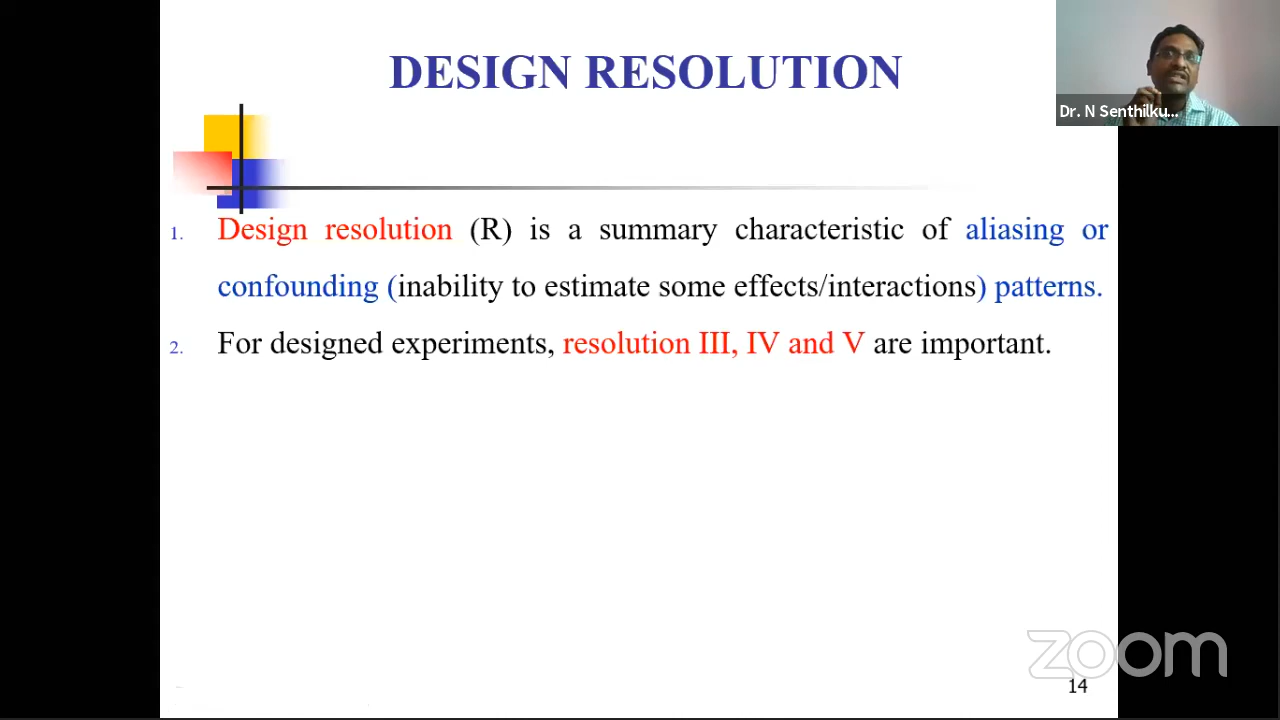 DESIGN RESOLUTION
Dr. N Senthilku...
1. Design resolution (R) is a summary characteristic of aliasing or
confounding (inability to estimate some effects/interactions) patterns.
2. For designed experiments, resolution III, IV and V are important.
zoom
14